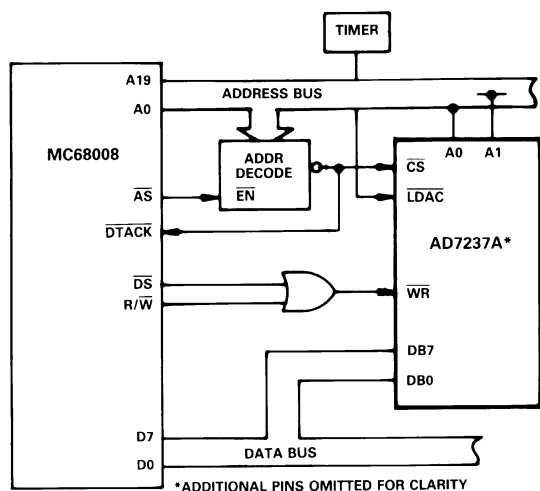 TIMER
A19
ADDRESS BUS
A0
A0
A1
MC68008
ADDR
DECODE
EN
CS
AS
LDAC
DTACK
AD7237A*
DS
R/W
WR
DB7
DB0
D7
D0
DATA BUS
*ADDITIONAL PINS OMITTED FOR CLARITY